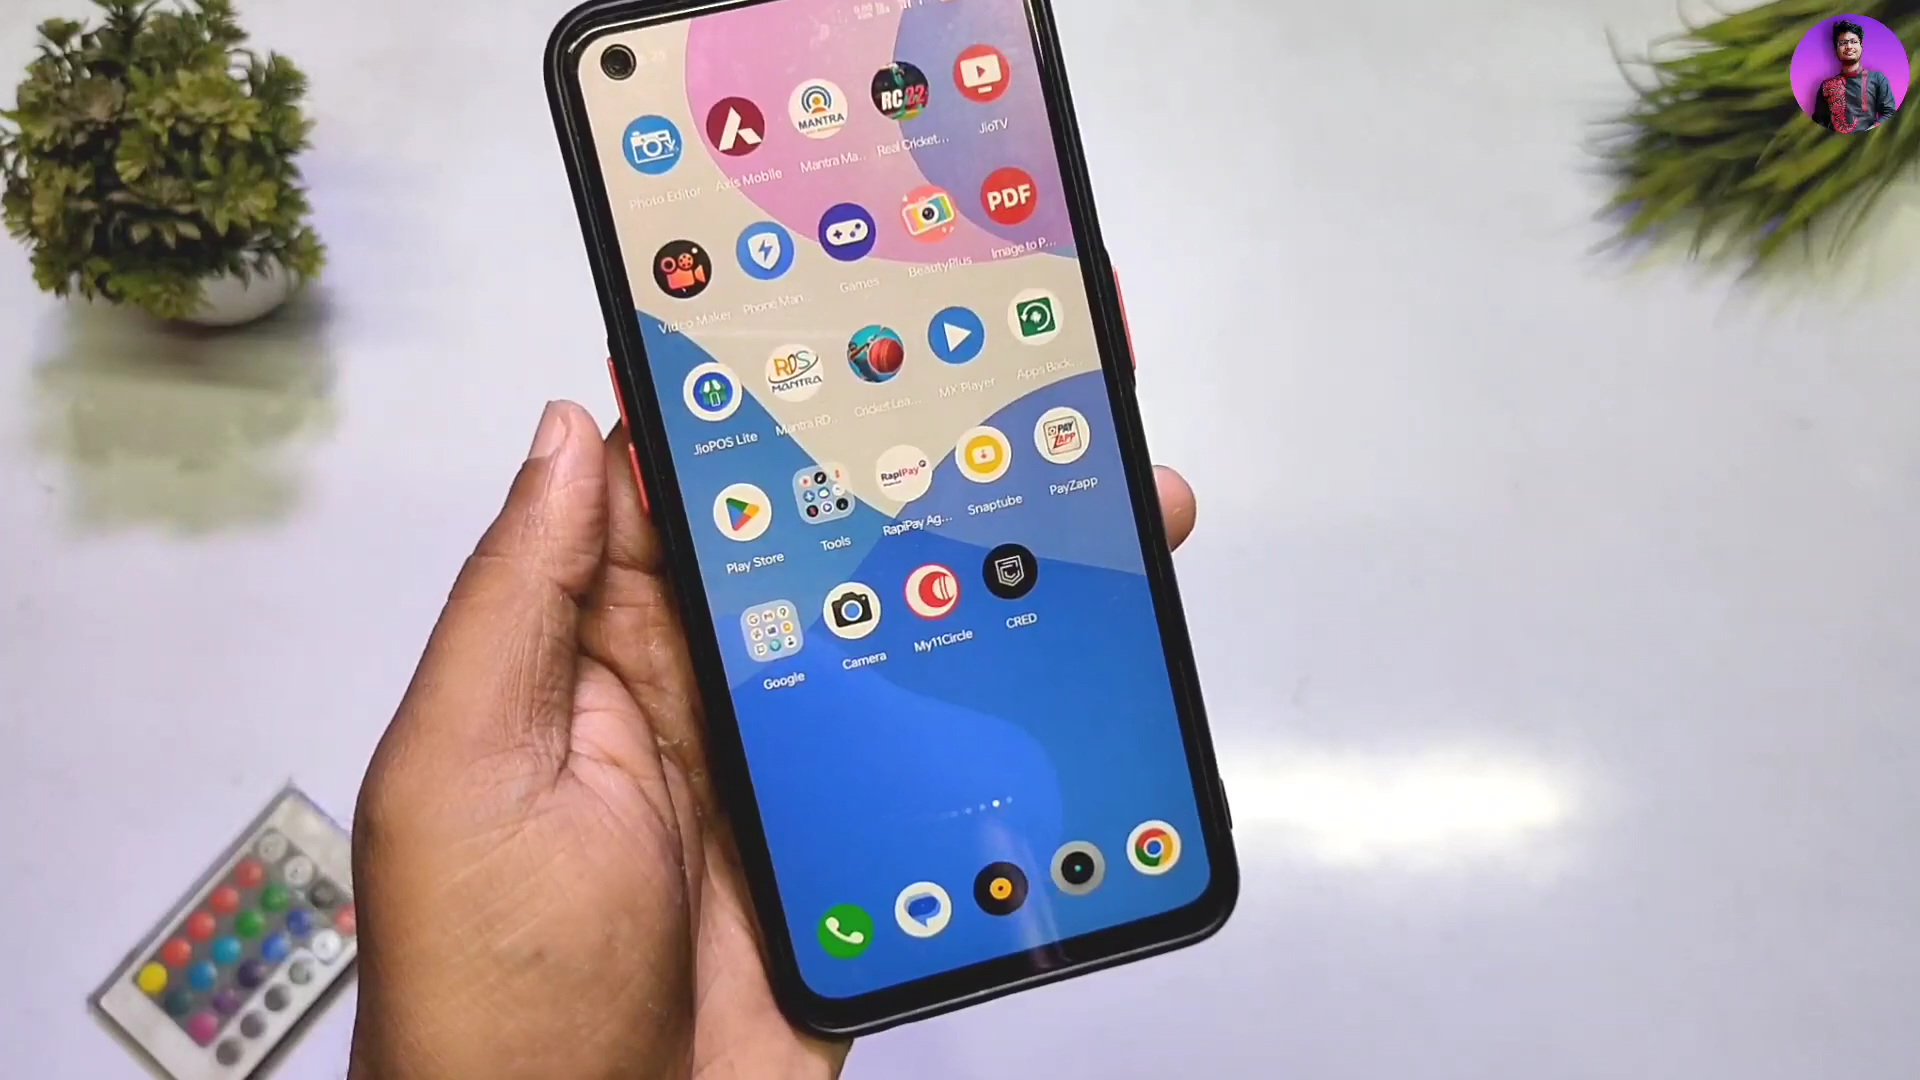 MANTRA
RC22
Photo Editor
Axis Mobile
Mantra Ma...
Real Cricket...
JioTV
PDF
Video Maker
Phone Man...
Games
BeautyPlus
Image to P...
RDS
MANTRA
JioPOS Lite
Mantra RD...
Cricket Lea...
MX Player
Apps Back...
RapiPay
PAY
ZAPP
Play Store
Tools
RapiPay Ag...
Snaptube
PayZapp
Google
Camera
My11Circle
CRED